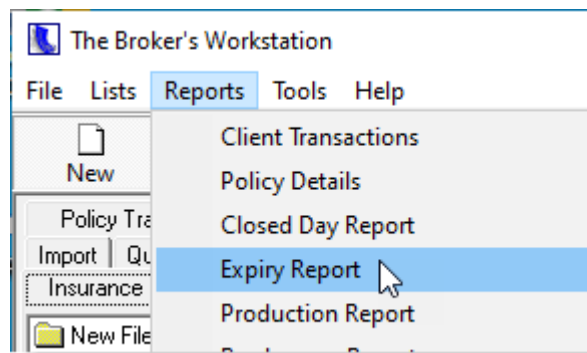 The Broker's Workstation
File Lists Reports Tools Help
New
Client Transactions
Policy Details
Closed Day Report
Expiry Report
Production Report
Policy
Import
Insurance
New File